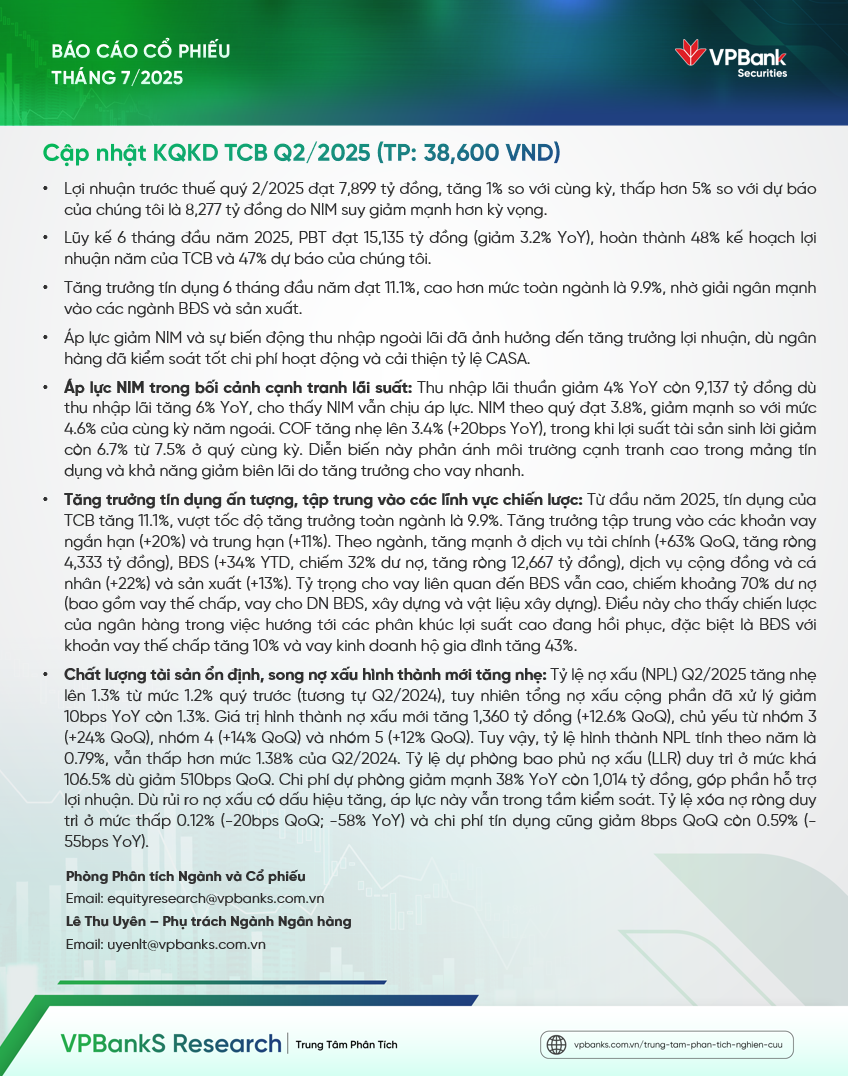 BÁO CÁO CỔ PHIẾU
THÁNG 7/2025
VPBank
Securities
Cập nhật KQKD TCB Q2/2025 (TP: 38,600 VND)
• Lợi nhuận trước thuế quý 2/2025 đạt 7,899 tỷ đồng, tăng 1% so với cùng kỳ, thấp hơn 5% so với dự báo
của chúng tôi là 8,277 tỷ đồng do NIM suy giảm mạnh hơn kỳ vọng.
• Lũy kế 6 tháng đầu năm 2025, PBT đạt 15,135 tỷ đồng (giảm 3.2% YoY), hoàn thành 48% kế hoạch lợi
nhuận năm của TCB và 47% dự báo của chúng tôi.
• Tăng trưởng tín dụng 6 tháng đầu năm đạt 11.1%, cao hơn mức toàn ngành là 9.9%, nhờ giải ngân mạnh
vào các ngành BĐS và sản xuất.
• Áp lực giảm NIM và sự biến động thu nhập ngoài lãi đã ảnh hưởng đến tăng trưởng lợi nhuận, dù ngân
hàng đã kiểm soát tốt chi phí hoạt động và cải thiện tỷ lệ CASA.
• Áp lực NIM trong bối cảnh cạnh tranh lãi suất: Thu nhập lãi thuần giảm 4% YoY còn 9,137 tỷ đồng dù
thu nhập lãi tăng 6% YoY, cho thấy NIM vẫn chịu áp lực. NIM theo quý đạt 3.8%, giảm mạnh so với mức
4.6% của cùng kỳ năm ngoái. COF tăng nhẹ lên 3.4% (+20bps YoY), trong khi lợi suất tài sản sinh lời giảm
còn 6.7% từ 7.5% ở quý cùng kỳ. Diễn biến này phản ánh môi trường cạnh tranh cao trong mảng tín
dụng và khả năng giảm biên lãi do tăng trưởng cho vay nhanh.
• Tăng trưởng tín dụng ấn tượng, tập trung vào các lĩnh vực chiến lược: Từ đầu năm 2025, tín dụng của
TCB tăng 11.1%, vượt tốc độ tăng trưởng toàn ngành là 9.9%. Tăng trưởng tập trung vào các khoản vay
ngắn hạn (+20%) và trung hạn (+11%). Theo ngành, tăng mạnh ở dịch vụ tài chính (+63% QoQ, tăng ròng
4,333 tỷ đồng), BĐS (+34% YTD, chiếm 32% dư nợ, tăng ròng 12,667 tỷ đồng), dịch vụ cộng đồng và cá
nhân (+22%) và sản xuất (+13%). Tỷ trọng cho vay liên quan đến BĐS vẫn cao, chiếm khoảng 70% dư nợ
(bao gồm vay thế chấp, vay cho DN BĐS, xây dựng và vật liệu xây dựng). Điều này cho thấy chiến lược
của ngân hàng trong việc hướng tới các phân khúc lợi suất cao đang hồi phục, đặc biệt là BĐS với
khoản vay thế chấp tăng 10% và vay kinh doanh hộ gia đình tăng 43%.
• Chất lượng tài sản ổn định, song nợ xấu hình thành mới tăng nhẹ: Tỷ lệ nợ xấu (NPL) Q2/2025 tăng nhẹ
lên 1.3% từ mức 1.2% quý trước (tương tự Q2/2024), tuy nhiên tổng nợ xấu cộng phần đã xử lý giảm
10bps YoY còn 1.3%. Giá trị hình thành nợ xấu mới tăng 1,360 tỷ đồng (+12.6% QoQ), chủ yếu từ nhóm 3
(+24% QoQ), nhóm 4 (+14% QoQ) và nhóm 5 (+12% QoQ). Tuy vậy, tỷ lệ hình thành NPL tính theo năm là
0.79%, vẫn thấp hơn mức 1.38% của Q2/2024. Tỷ lệ dự phòng bao phủ nợ xấu (LLR) duy trì ở mức khá
106.5% dù giảm 510bps QoQ. Chi phí dự phòng giảm mạnh 38% YoY còn 1,014 tỷ đồng, góp phần hỗ trợ
lợi nhuận. Dù rủi ro nợ xấu có dấu hiệu tăng, áp lực này vẫn trong tầm kiểm soát. Tỷ lệ xóa nợ ròng duy
trì ở mức thấp 0.12% (-20bps QoQ; -58% YoY) và chi phí tín dụng cũng giảm 8bps QoQ còn 0.59% (-
55bps YoY).
Phòng Phân tích Ngành và Cổ phiếu
Email: equityresearch@vpbanks.com.vn
Lê Thu Uyên – Phụ trách Ngành Ngân hàng
Email: uyenlt@vpbanks.com.vn
VPBankS Research | Trung Tâm Phân Tích
vpbanks.com.vn/trung-tam-phan-tich-nghien-cuu